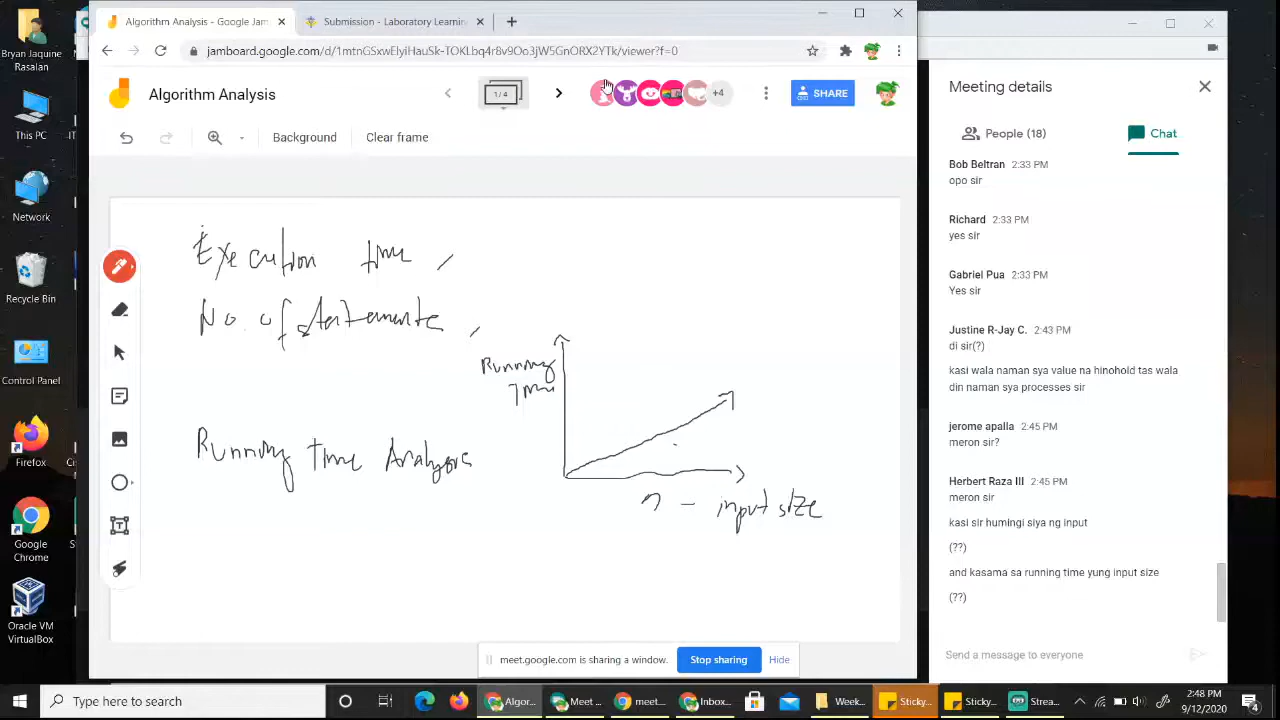 Bryan Jaquine
Rasalan
This PC
Network
Recycle Bin
Control Panel
Firefox
Google
Chrome
Oracle VM
VirtualBox
Algorithm Analysis - Google Jam
Submission - Laboratory Learnin
jamboard.google.com/d/1mtnGSxwElyiHauSk-TOKLbq4r8v9Oo3jW5GnORX2YTk/viewer?f=0
Algorithm Analysis
+4
SHARE
Background
Clear frame
Execution time ,
No. of statements ,
Running
Time
Running time Analysis
n - input size
meet.google.com is sharing a window.
Stop sharing
Hide
Meeting details
People (18)
Chat
Bob Beltran 2:33 PM
opo sir
Richard 2:33 PM
yes sir
Gabriel Pua 2:33 PM
Yes sir
Justine R-Jay C. 2:43 PM
di sir(?)
kasi wala naman sya value na hinohold tas wala
din naman sya processes sir
jerome apalla 2:45 PM
meron sir?
Herbert Raza III 2:45 PM
meron sir
kasi sir humingi siya ng input
(??)
and kasama sa running time yung input size
(??)
Send a message to everyone
Type here to search
Meet ...
Inbox...
Week...
Sticky...
Sticky...
Strea...
2:48 PM
9/12/2020